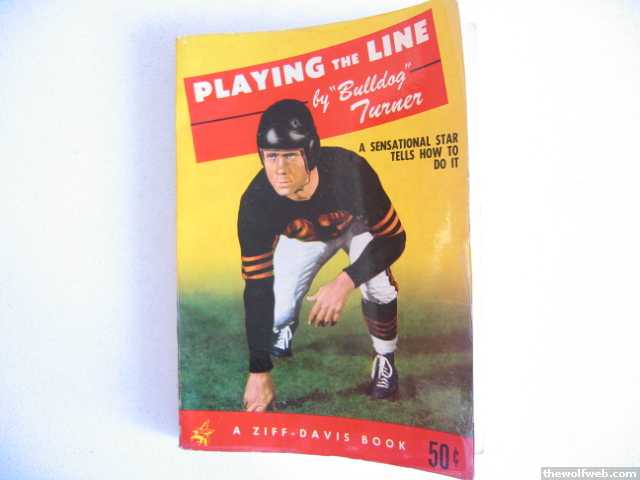 PLAYING THE LINE
by "Bulldog"
Turner
A SENSATIONAL STAR
TELLS HOW TO
DO IT
A ZIFF-DAVIS BOOK
50¢
thewolfweb.com